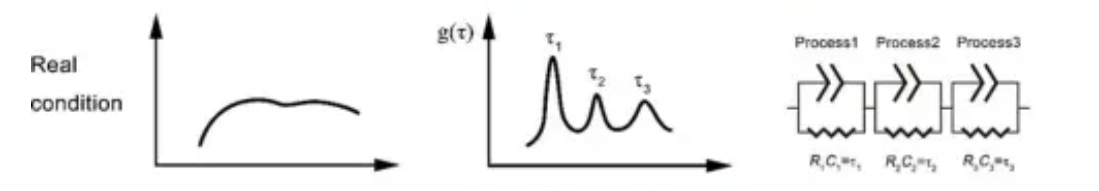 Real
condition
g(τ)
τ₁
τ₂
τ₃
Process1 Process2 Process3
R₁C₁=τ₁ R₂C₂=τ₂ R₃C₃=τ₃